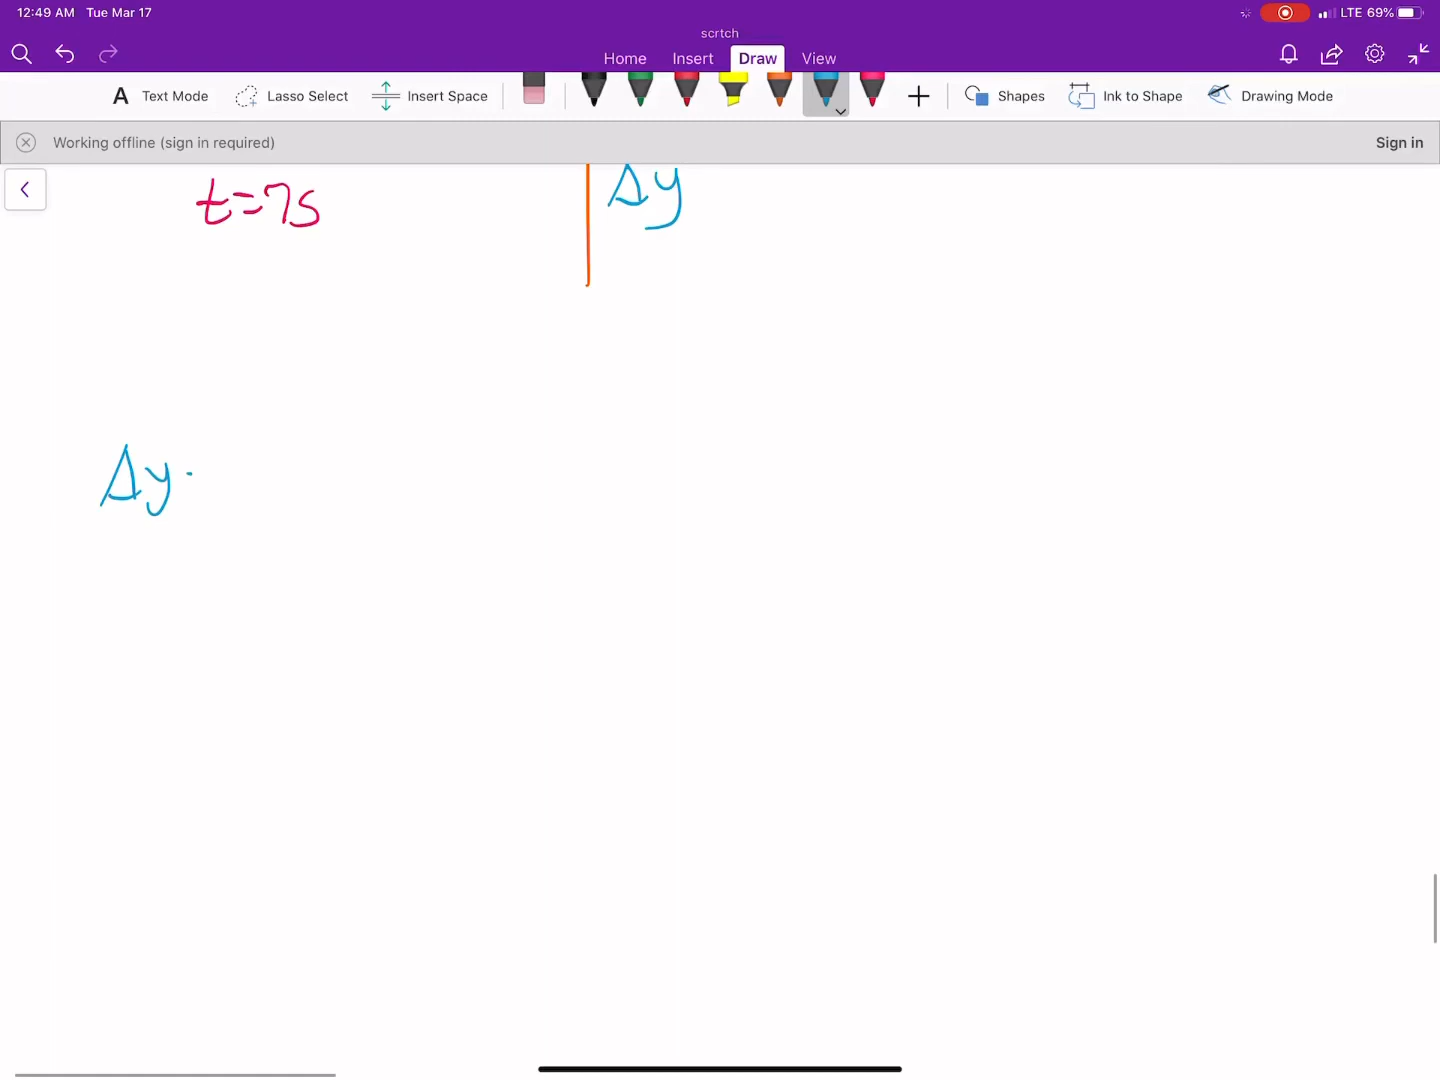 12:49 AM Tue Mar 17
LTE 69%
scrtch
Home Insert Draw View
A Text Mode Lasso Select Insert Space Shapes Ink to Shape Drawing Mode
Working offline (sign in required) Sign in
t=7s
Δy
Δy